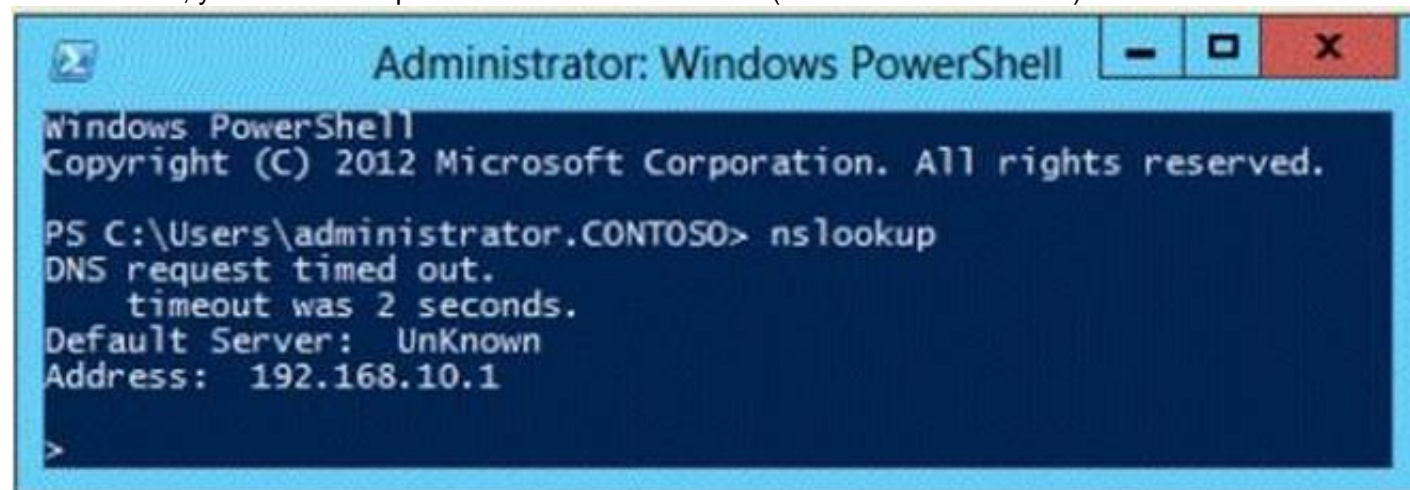 Administrator: Windows PowerShell
Windows PowerShell
Copyright (C) 2012 Microsoft Corporation. All rights reserved.
PS C:\Users\administrator.CONTOSO> nslookup
DNS request timed out.
timeout was 2 seconds.
Default Server: UnKnown
Address: 192.168.10.1
>